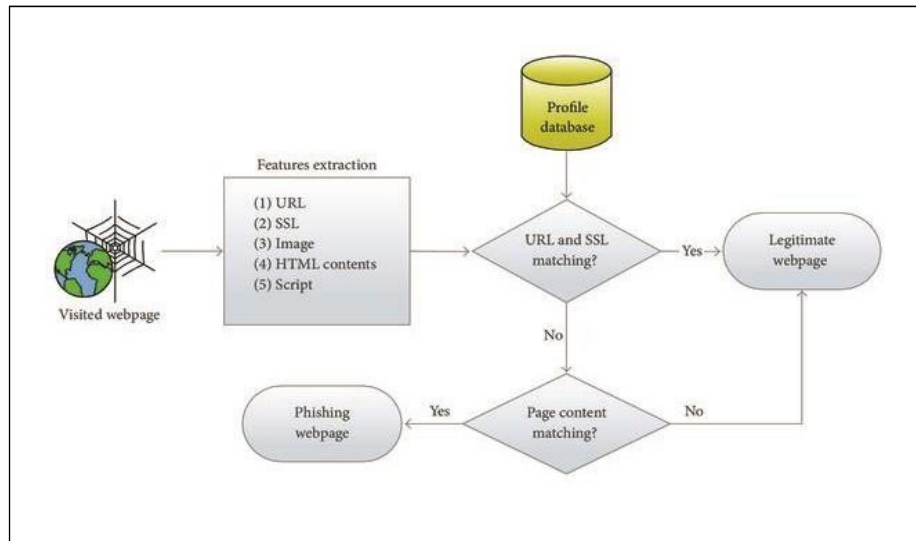 Profile
database
Features extraction
(1) URL
(2) SSL
(3) Image
(4) HTML contents
(5) Script
Visited webpage
URL and SSL
matching?
Yes
Legitimate
webpage
No
Page content
matching?
Yes
Phishing
webpage
No